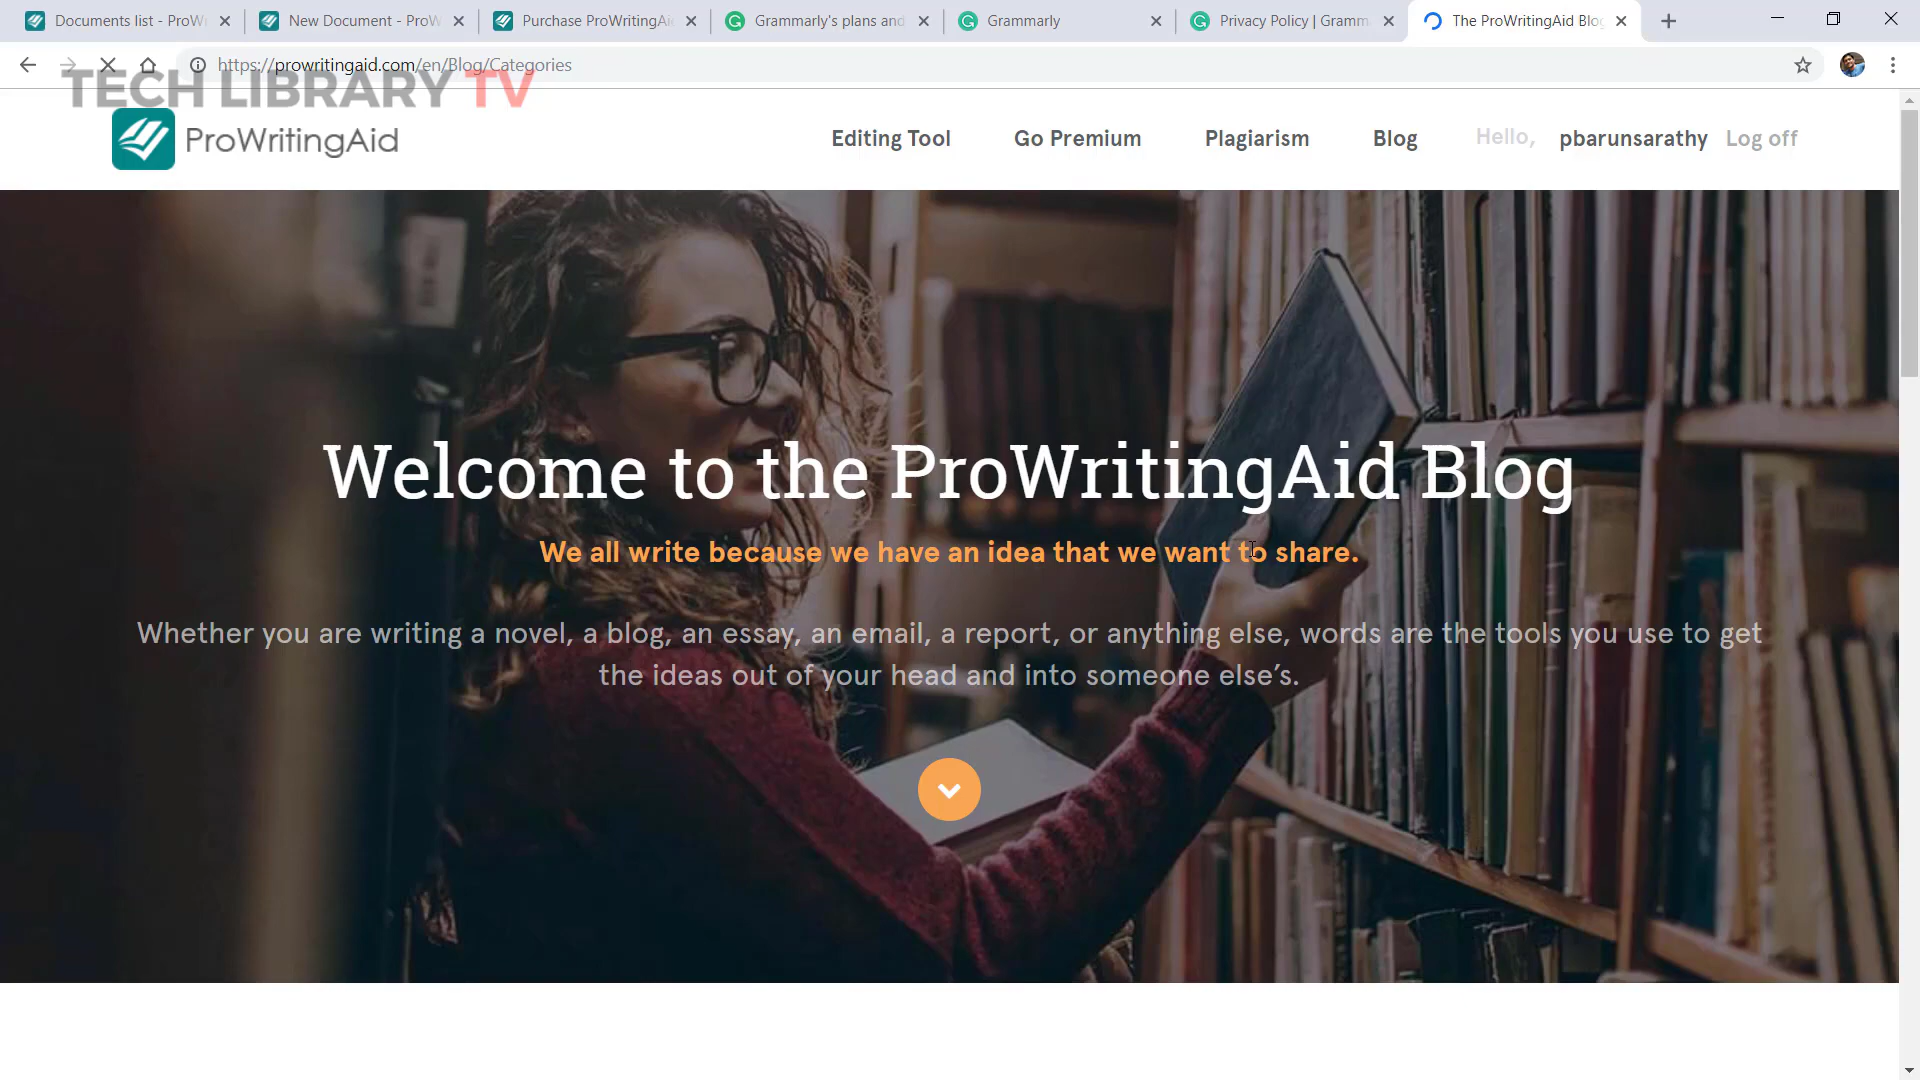 Documents list - ProW
New Document - ProW
Purchase ProWritingAi
Grammarly's plans and
Grammarly
Privacy Policy | Gramm
The ProWritingAid Blog
https://prowritingaid.com/en/Blog/Categories
TECH LIBRARY TV
ProWritingAid
Editing Tool
Go Premium
Plagiarism
Blog
Hello, pbarunsarathy
Log off
Welcome to the ProWritingAid Blog
We all write because we have an idea that we want to share.
Whether you are writing a novel, a blog, an essay, an email, a report, or anything else, words are the tools you use to get
the ideas out of your head and into someone else’s.